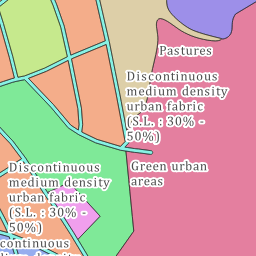 Pastures
Discontinuous
medium density
urban fabric
(S.L. : 30% -
50%)
Green urban
areas
Discontinuous
medium density
urban fabric
(S.L. : 30% -
50%)
continuous